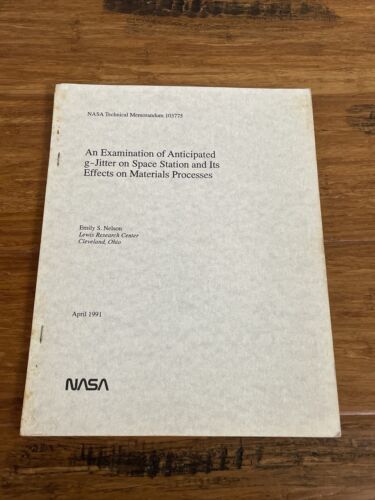 NASA Technical Memorandum 103775
An Examination of Anticipated
g–Jitter on Space Station and Its
Effects on Materials Processes
Emily S. Nelson
Lewis Research Center
Cleveland, Ohio
April 1991
NASA